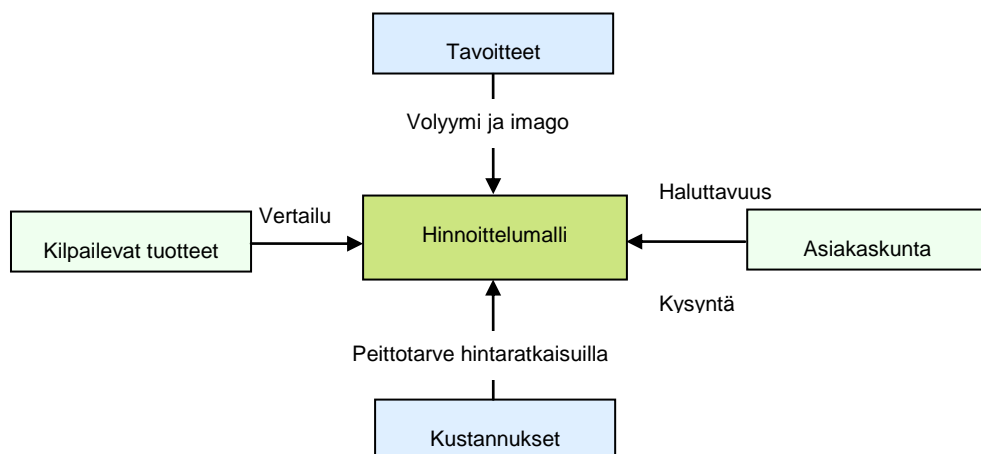 Tavoitteet
Volyymi ja imago
Haluttavuus
Vertailu
Hinnoittelumalli
Kilpailevat tuotteet
Asiakaskunta
Kysyntä
Peittotarve hintaratkaisuilla
Kustannukset